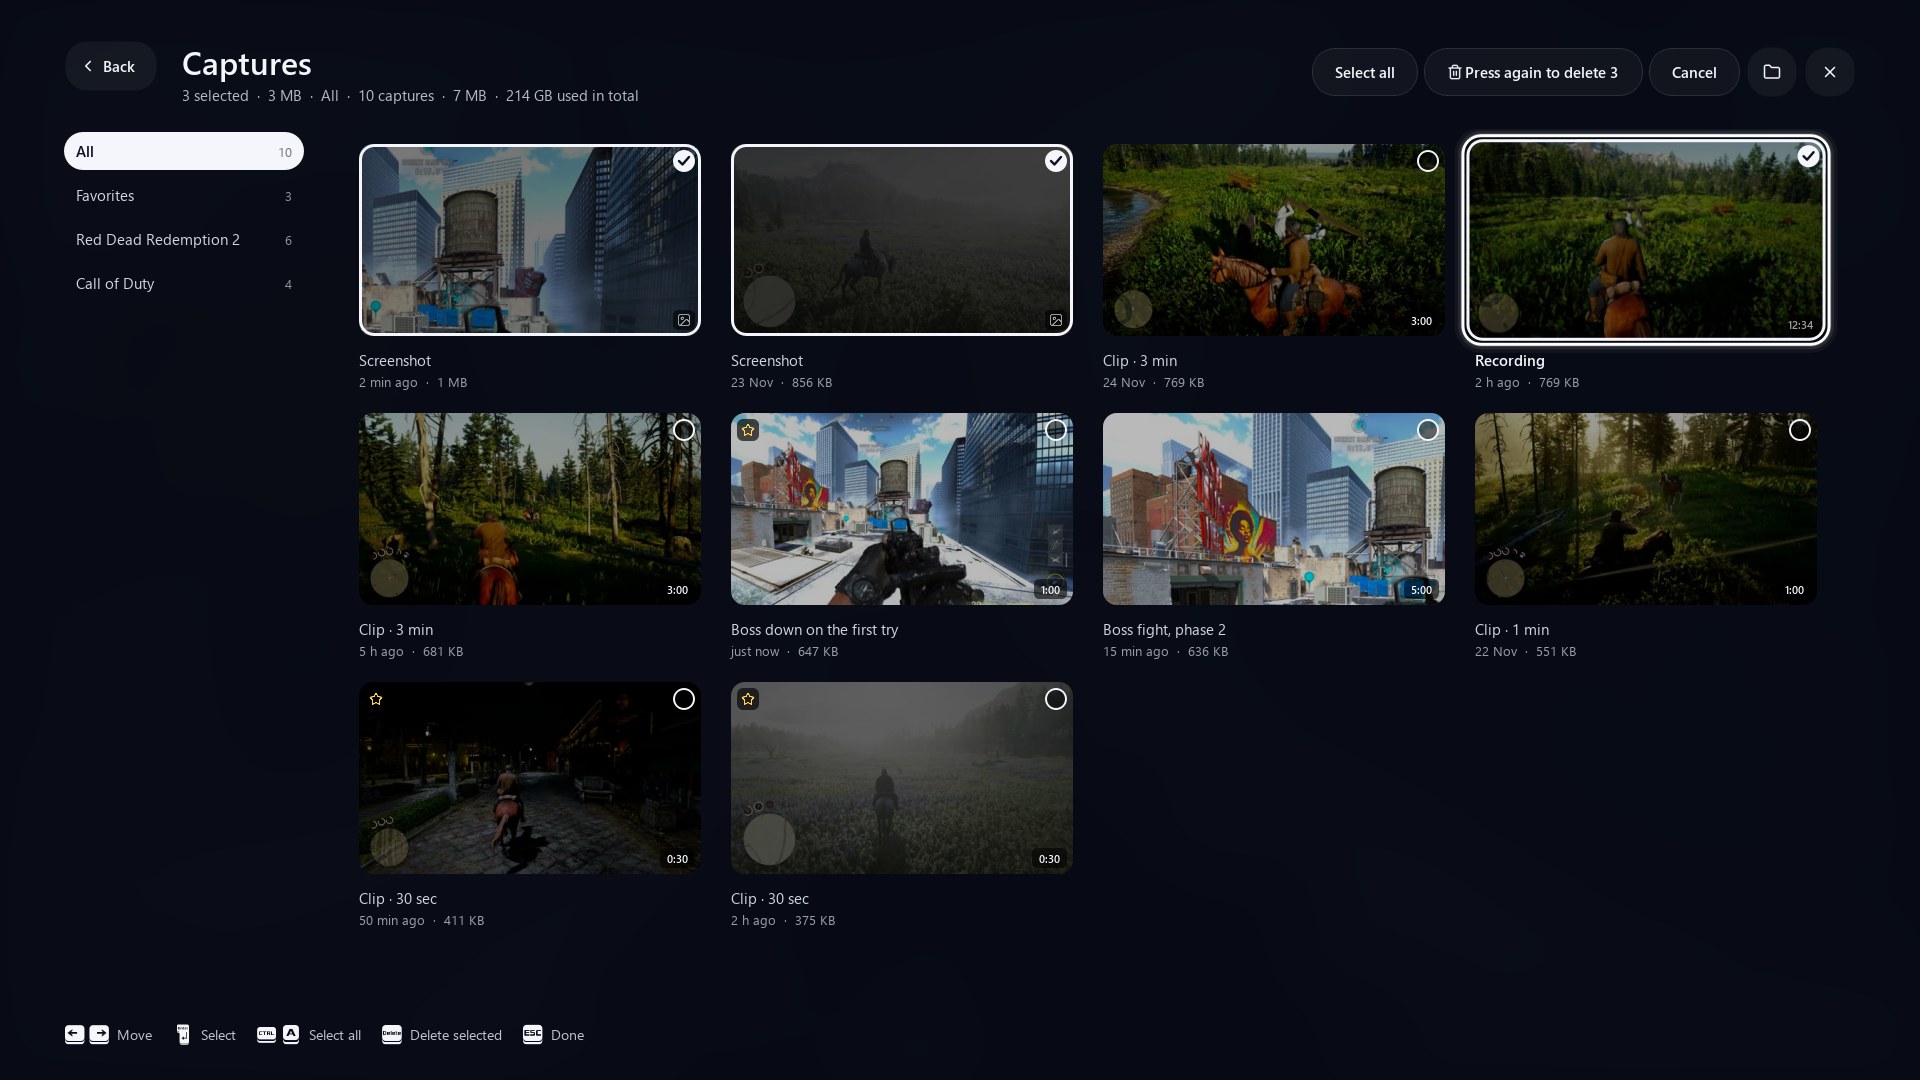 Back
Captures
3 selected · 3 MB · All · 10 captures · 7 MB · 214 GB used in total
Select all
Press again to delete 3
Cancel
All 10
Favorites 3
Red Dead Redemption 2 6
Call of Duty 4
Screenshot
2 min ago · 1 MB
Screenshot
23 Nov · 856 KB
3:00
Clip · 3 min
24 Nov · 769 KB
12:34
Recording
2 h ago · 769 KB
3:00
Clip · 3 min
5 h ago · 681 KB
1:00
Boss down on the first try
just now · 647 KB
5:00
Boss fight, phase 2
15 min ago · 636 KB
1:00
Clip · 1 min
22 Nov · 551 KB
0:30
Clip · 30 sec
50 min ago · 411 KB
0:30
Clip · 30 sec
2 h ago · 375 KB
Move Select CTRL A Select all Delete Delete selected ESC Done